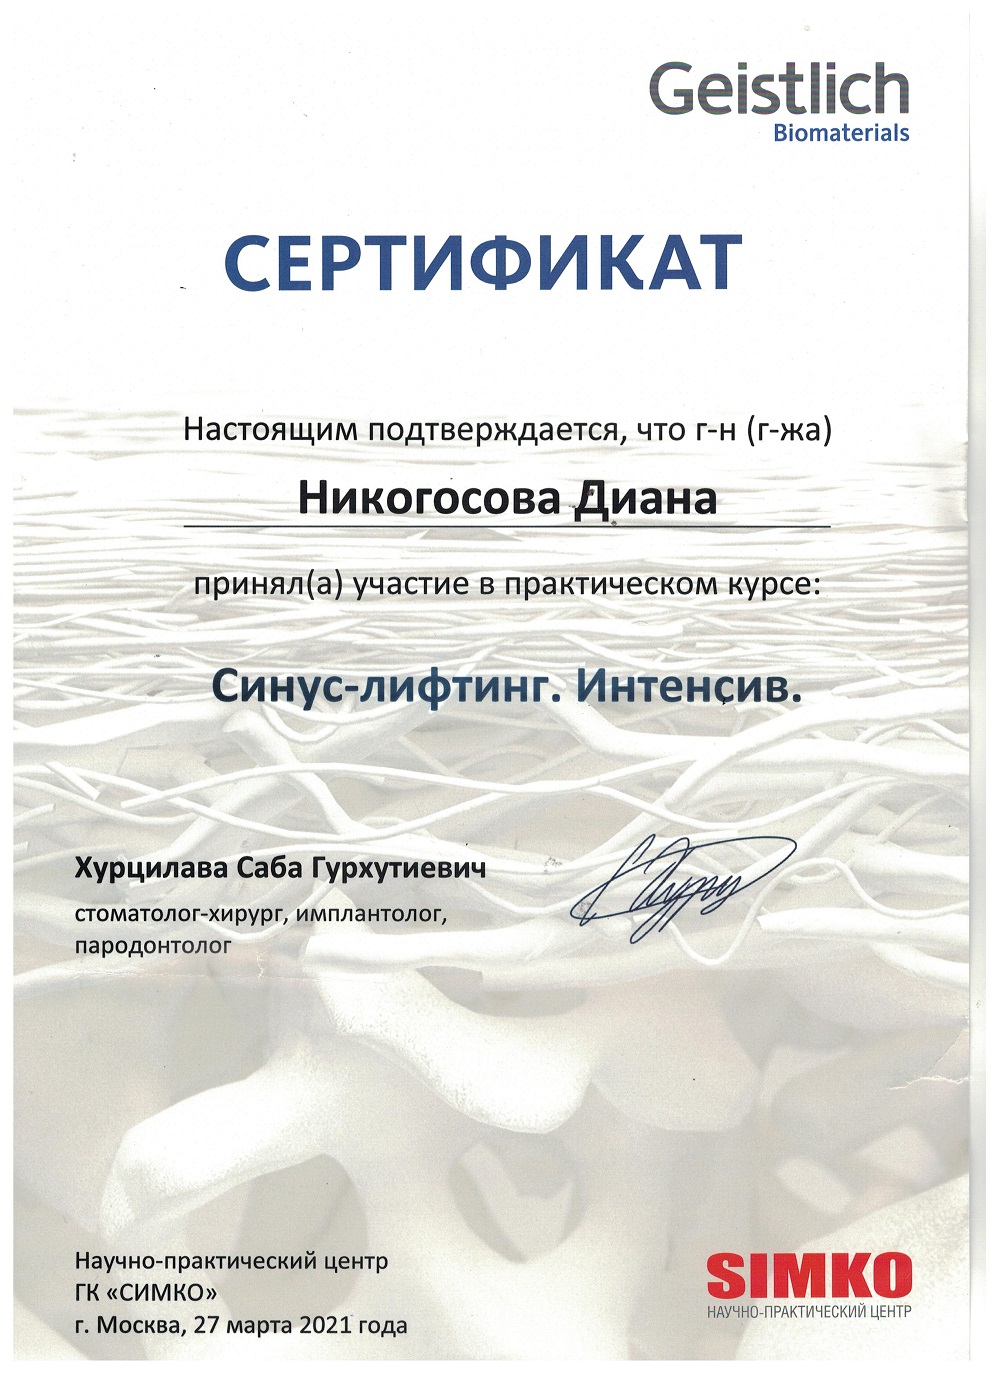 Geistlich
Biomaterials
СЕРТИФИКАТ
Настоящим подтверждается, что г-н (г-жа)
Никогосова Диана
принял(а) участие в практическом курсе:
Синус-лифтинг. Интенсив.
Хурцилава Саба Гурхутиевич
стоматолог-хирург, имплантолог,
пародонтолог
Научно-практический центр
ГК «СИМКО»
г. Москва, 27 марта 2021 года
SIMKO
НАУЧНО-ПРАКТИЧЕСКИЙ ЦЕНТР